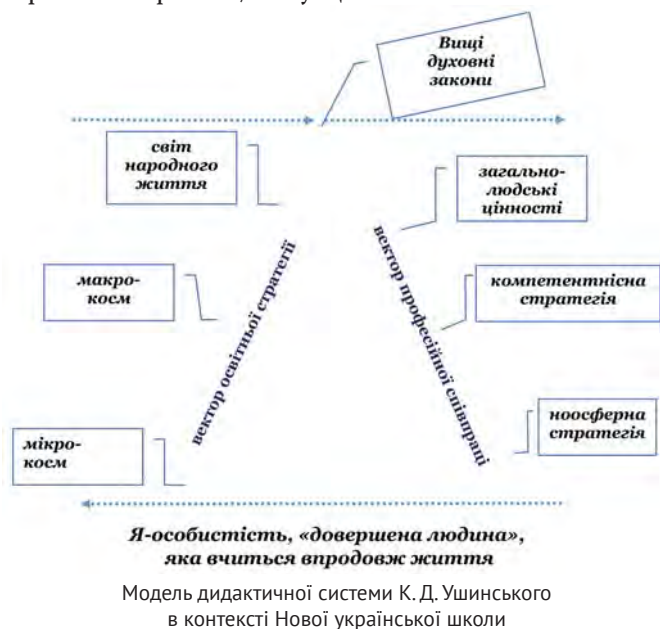 Вищі
духовні
закони
світ
народного
життя
загально-
людські
цінності
макро-
косм
компетентнісна
стратегія
вектор освітньої стратегії
вектор професійної співпраці
мікро-
косм
ноосферна
стратегія
Я-особистість, «довершена людина»,
яка вчиться впродовж життя
Модель дидактичної системи К. Д. Ушинського
в контексті Нової української школи